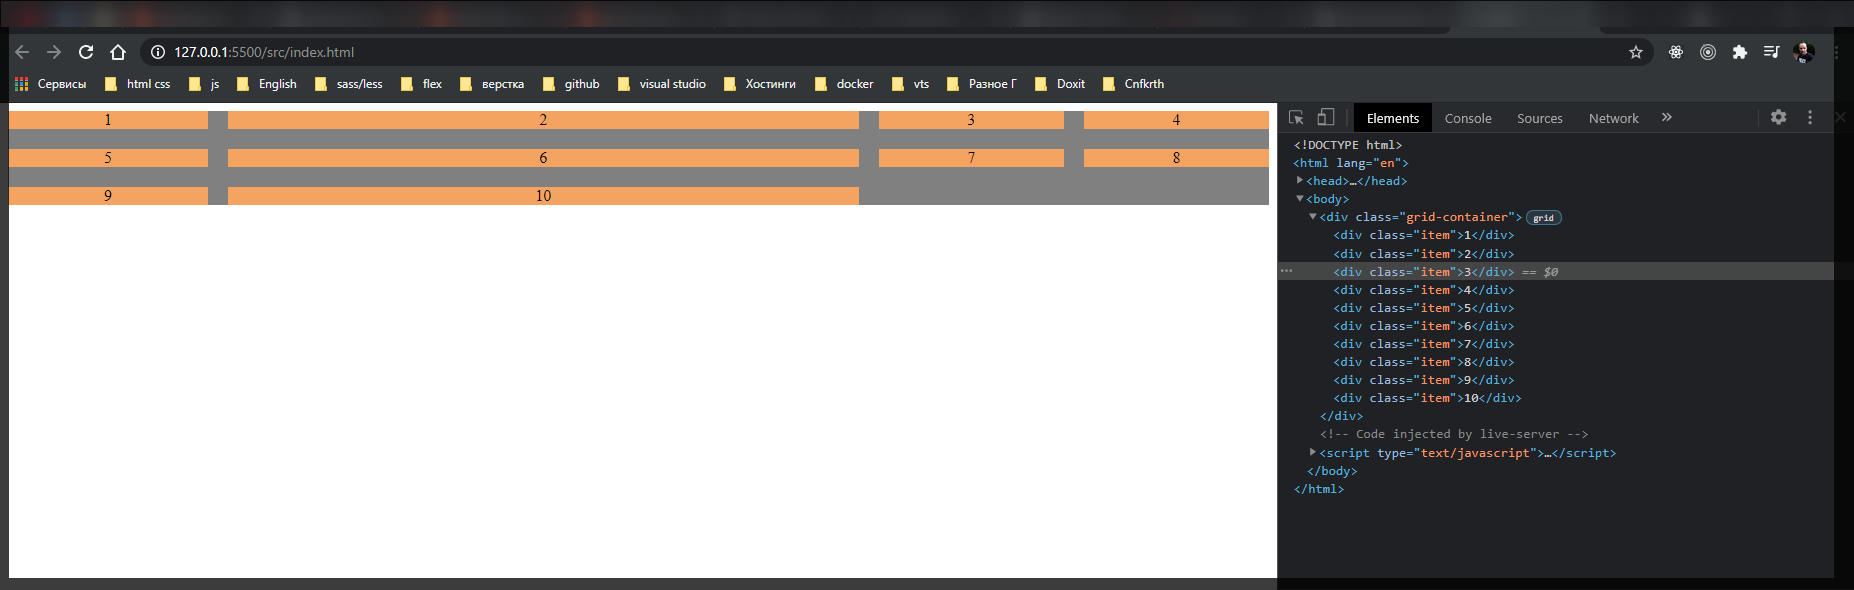 127.0.0.1:5500/src/index.html
Сервисы html css js English sass/less flex верстка github visual studio Хостинги docker vts Разное Г Doxit Cnfkrth
1 2 3 4
5 6 7 8
9 10
Elements Console Sources Network »
<!DOCTYPE html>
<html lang="en">
<head>…</head>
<body>
<div class="grid-container"> grid
<div class="item">1</div>
<div class="item">2</div>
<div class="item">3</div> == $0
<div class="item">4</div>
<div class="item">5</div>
<div class="item">6</div>
<div class="item">7</div>
<div class="item">8</div>
<div class="item">9</div>
<div class="item">10</div>
</div>
<!-- Code injected by live-server -->
<script type="text/javascript">…</script>
</body>
</html>